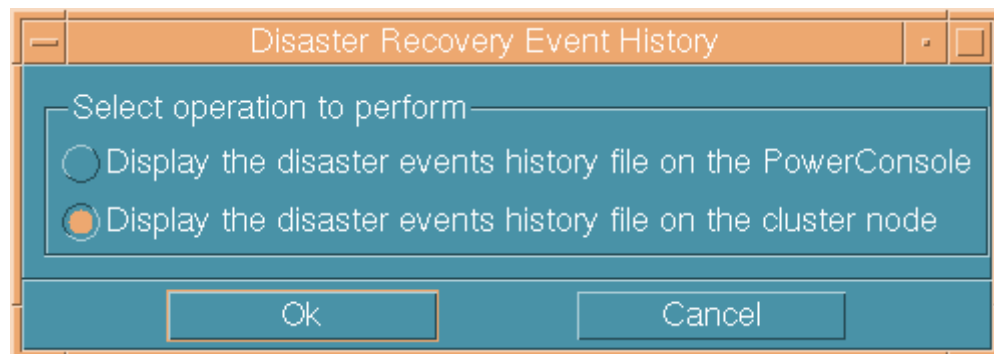 Disaster Recovery Event History
Select operation to perform
Display the disaster events history file on the PowerConsole
Display the disaster events history file on the cluster node
Ok
Cancel